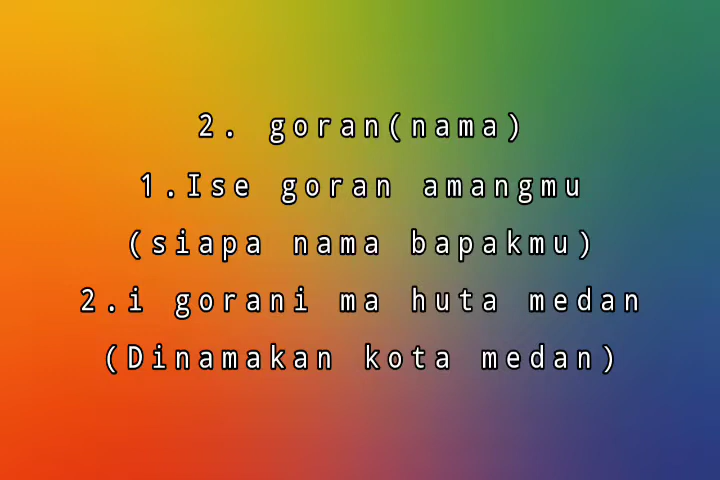 2. goran(nama)
1.Ise goran amangmu
(siapa nama bapakmu)
2.i gorani ma huta medan
(Dinamakan kota medan)